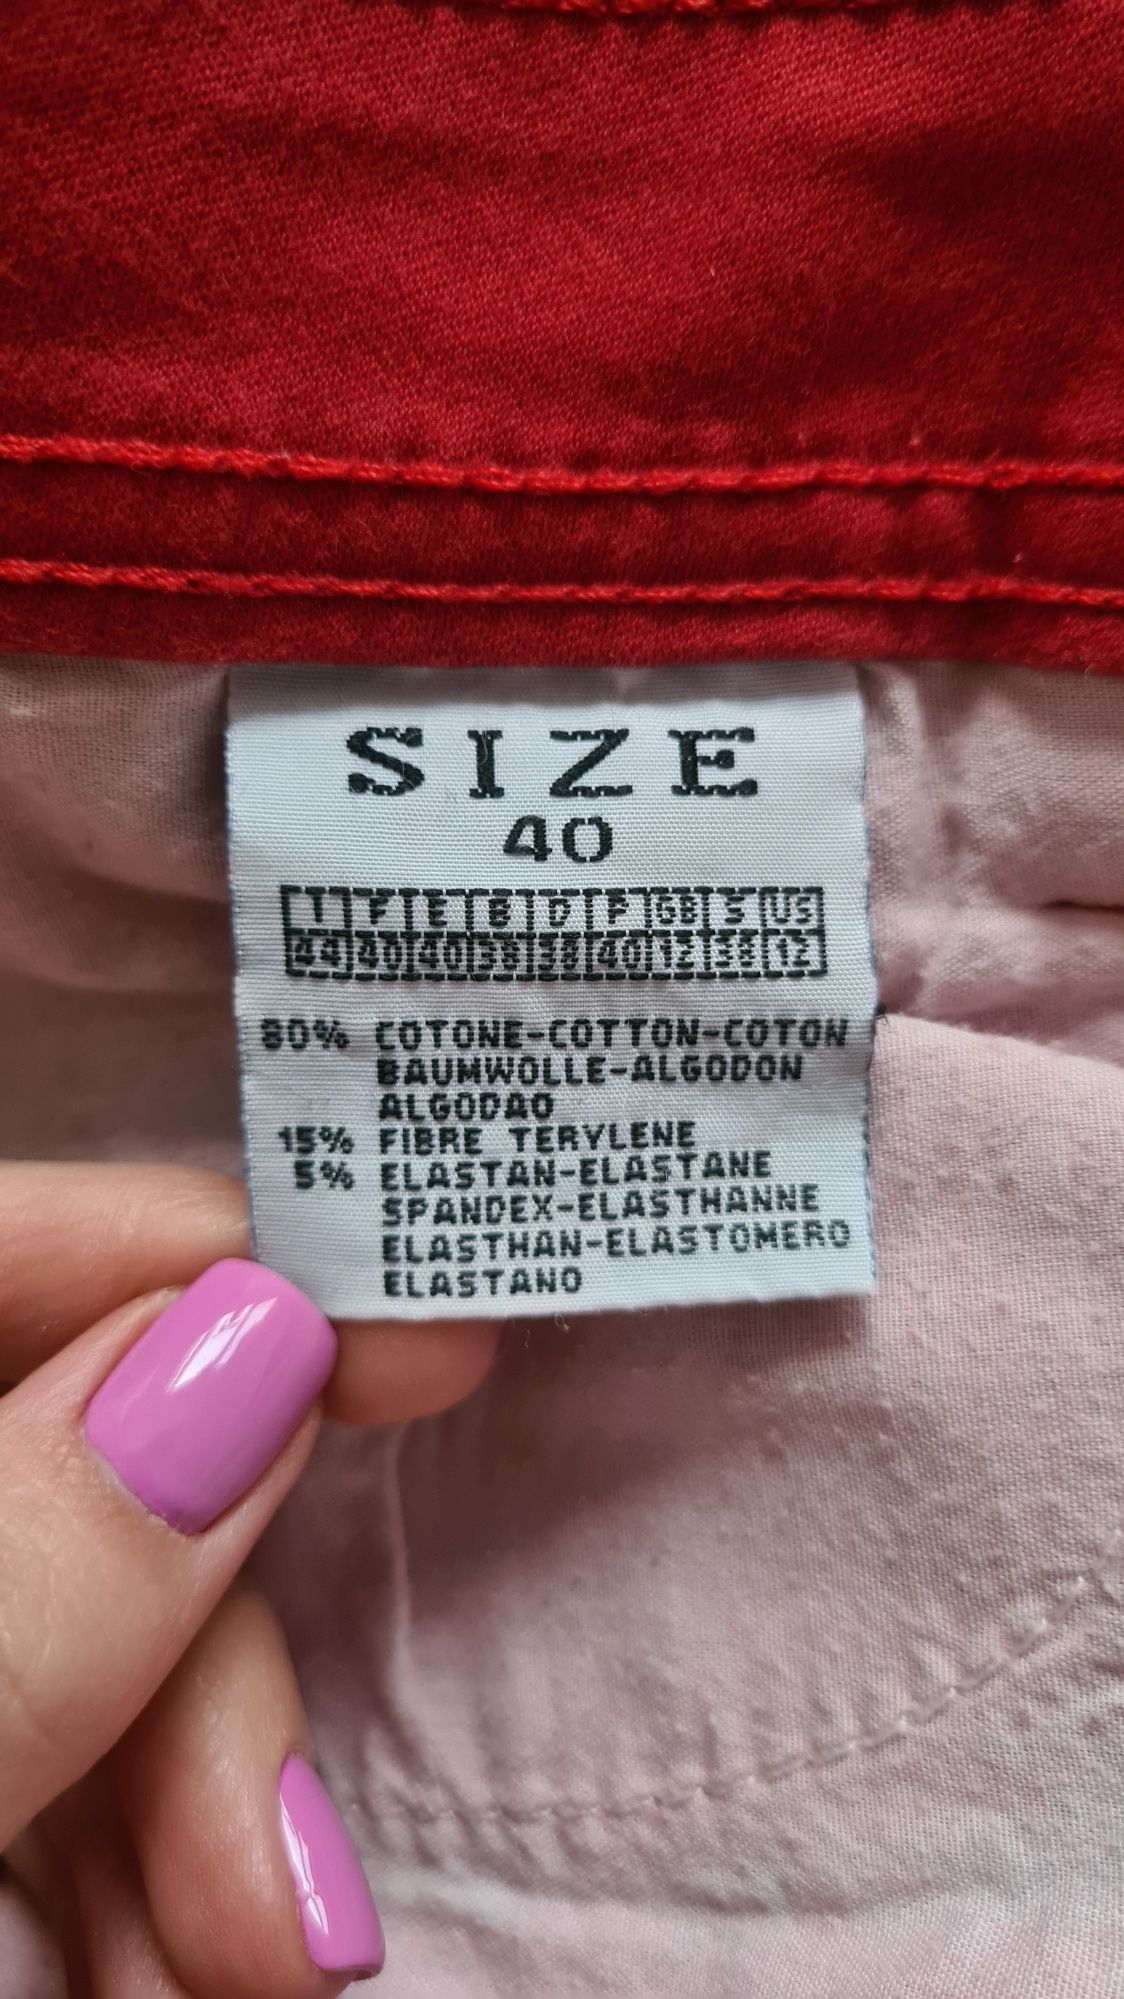 SIZE
40
I F E B D P GB S US
44 40 40 38 38 40 12 38 12
80% COTONE-COTTON-COTON
BAUMWOLLE-ALGODON
ALGODAO
15% FIBRE TERYLENE
5% ELASTAN-ELASTANE
SPANDEX-ELASTHANNE
ELASTHAN-ELASTOMERO
ELASTANO